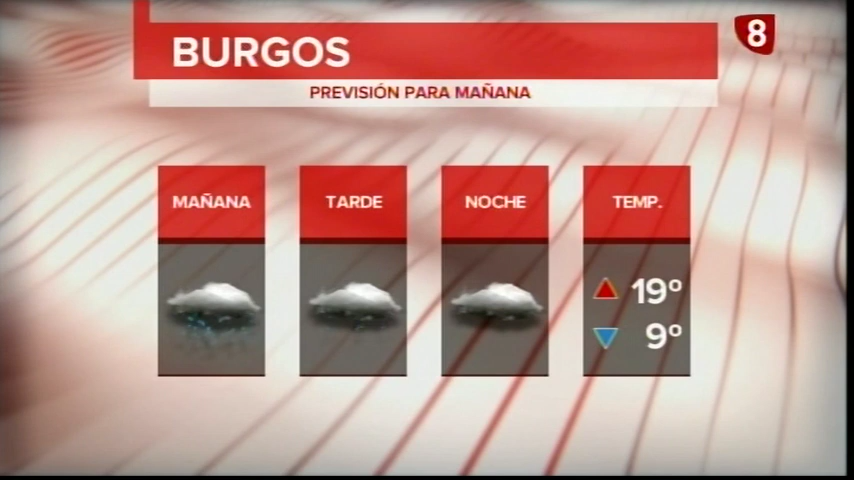 BURGOS
8
PREVISIÓN PARA MAÑANA
MAÑANA
TARDE
NOCHE
TEMP.
19º
9º